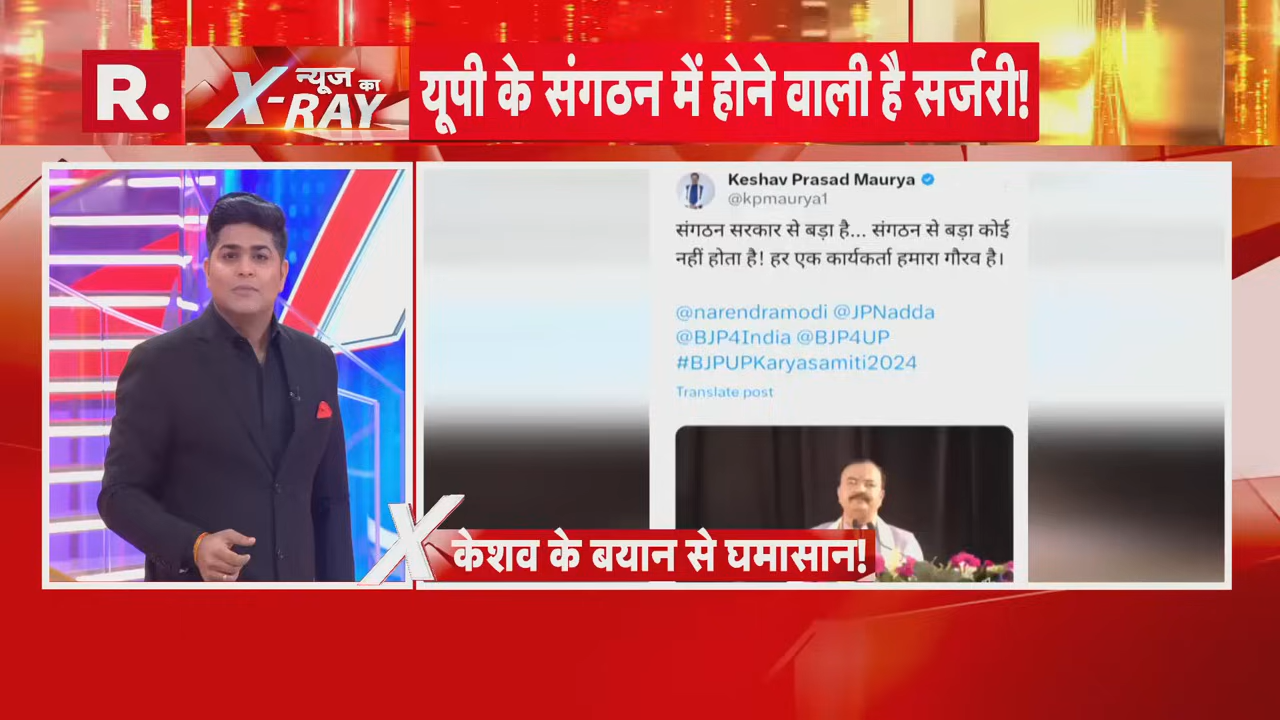 R.
न्यूज का
X-RAY
यूपी के संगठन में होने वाली है सर्जरी!
Keshav Prasad Maurya
@kpmaurya1
संगठन सरकार से बड़ा है... संगठन से बड़ा कोई
नहीं होता है! हर एक कार्यकर्ता हमारा गौरव है।
@narendramodi @JPNadda
@BJP4India @BJP4UP
#BJPUPKaryasamiti2024
Translate post
X केशव के बयान से घमासान!